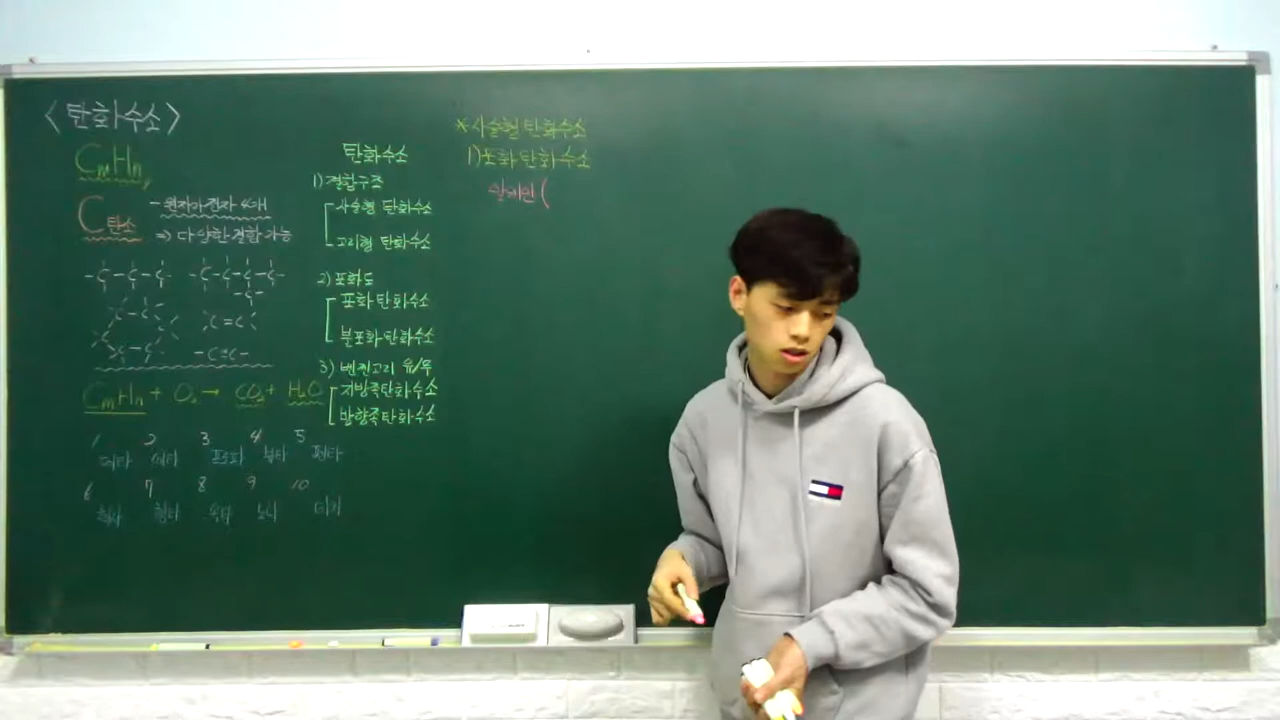 <탄화수소>
CmHn
C탄소 - 원자가전자 4개
⇒ 다양한 결합 가능
-C-C-C- -C-C-C-C-
-C-
C=C
-C≡C-
CmHn + O₂ → CO₂ + H₂O
1 2 3 4 5
메타 에타 프로파 부타 펜타
6 7 8 9 10
헥사 헵타 옥타 노나 데카
탄화수소
1) 결합구조
사슬형 탄화수소
고리형 탄화수소
2) 포화도
포화 탄화수소
불포화 탄화수소
3) 벤젠고리 유/무
지방족탄화수소
방향족탄화수소
*사슬형 탄화수소
1) 포화 탄화수소
알케인 (